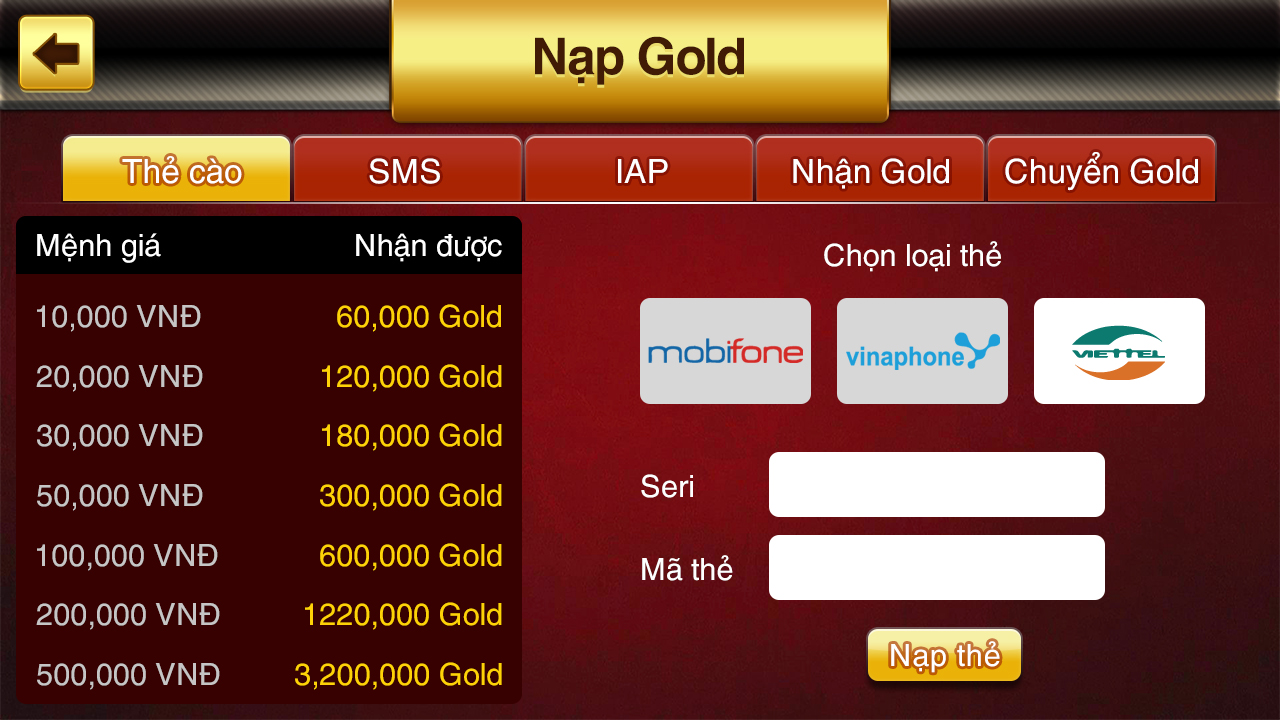 Nạp Gold
Thẻ cào
SMS
IAP
Nhận Gold
Chuyển Gold
Mệnh giá Nhận được
10,000 VNĐ 60,000 Gold
20,000 VNĐ 120,000 Gold
30,000 VNĐ 180,000 Gold
50,000 VNĐ 300,000 Gold
100,000 VNĐ 600,000 Gold
200,000 VNĐ 1220,000 Gold
500,000 VNĐ 3,200,000 Gold
Chọn loại thẻ
mobifone
vinaphone
VIETTEL
Seri
Mã thẻ
Nạp thẻ